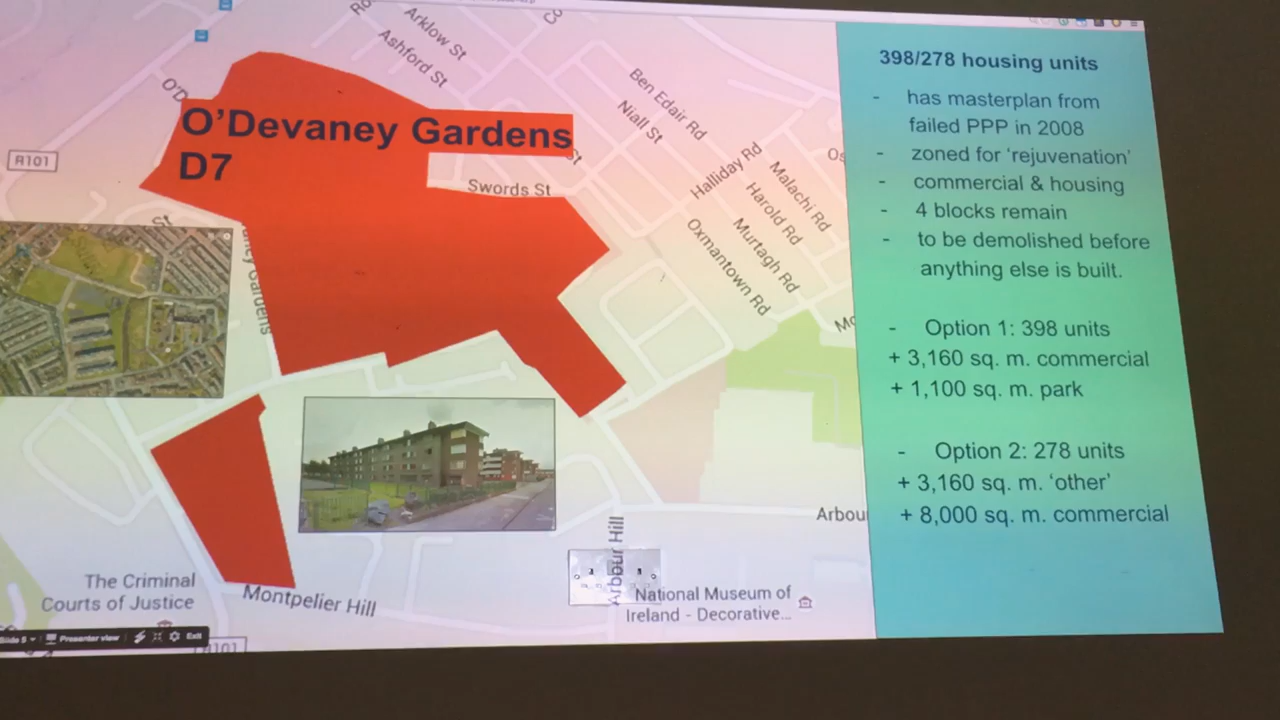 Arklow St
Ashford St
Ben Edair Rd
Niall St
O'D
O'Devaney Gardens
D7
R101
St
Swords St
Halliday Rd
Malachi Rd
Harold Rd
Murtagh Rd
Oxmantown Rd
St
Gardens
Arbour Hill
The Criminal
Courts of Justice
Montpelier Hill
National Museum of
Ireland - Decorative...
Presenter view
Exit
398/278 housing units
- has masterplan from
failed PPP in 2008
- zoned for 'rejuvenation'
- commercial & housing
- 4 blocks remain
- to be demolished before
anything else is built.
- Option 1: 398 units
+ 3,160 sq. m. commercial
+ 1,100 sq. m. park
- Option 2: 278 units
+ 3,160 sq. m. 'other'
+ 8,000 sq. m. commercial